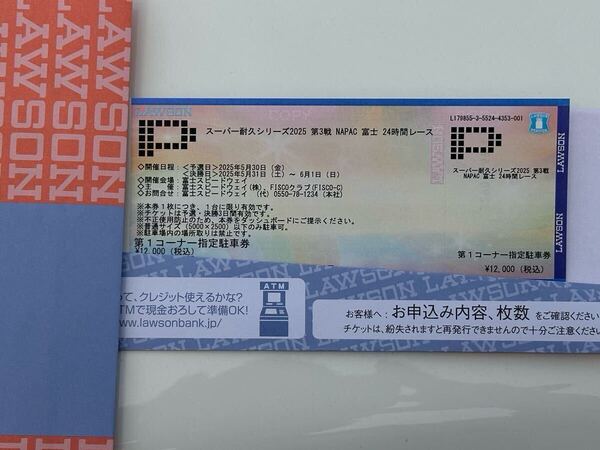 LAWSON
LAWSON
COPY
スーパー耐久シリーズ2025 第3戦 NAPAC 富士 24時間レース
◇開催日程：＜予選日＞2025年05月30日（金）
＜決勝日＞2025年05月31日（土）～ 6月1日（日）
◇開催会場：富士スピードウェイ
◇主催：富士スピードウェイ（株）、FISCOクラブ(FISCO-C)
◇お問合せ：富士スピードウェイ （代）0550-78-1234（本社）
※本券１枚につき、１台に限り有効です。
※チケットは予選・決勝3日間有効です。
※不正使用防止のため、本券をダッシュボードにご提示ください。
※普通サイズ（5000×2500）以下のみ駐車可。
※駐車場内の場所取りは禁止です。
第１コーナー指定駐車券
¥12,000（税込）
L179855-3-5524-4353-001
P
スーパー耐久シリーズ2025 第3戦
NAPAC 富士 24時間レース
第１コーナー指定駐車券
¥12,000（税込）
LAWSON
LAWSON
って、クレジット使えるかな？
TMで現金おろして準備OK!
www.lawsonbank.jp/
ATM
お客様へ：お申込み内容、枚数 をご確認ください
チケットは、紛失されますと再発行できませんので十分ご注意ください
LAWSON